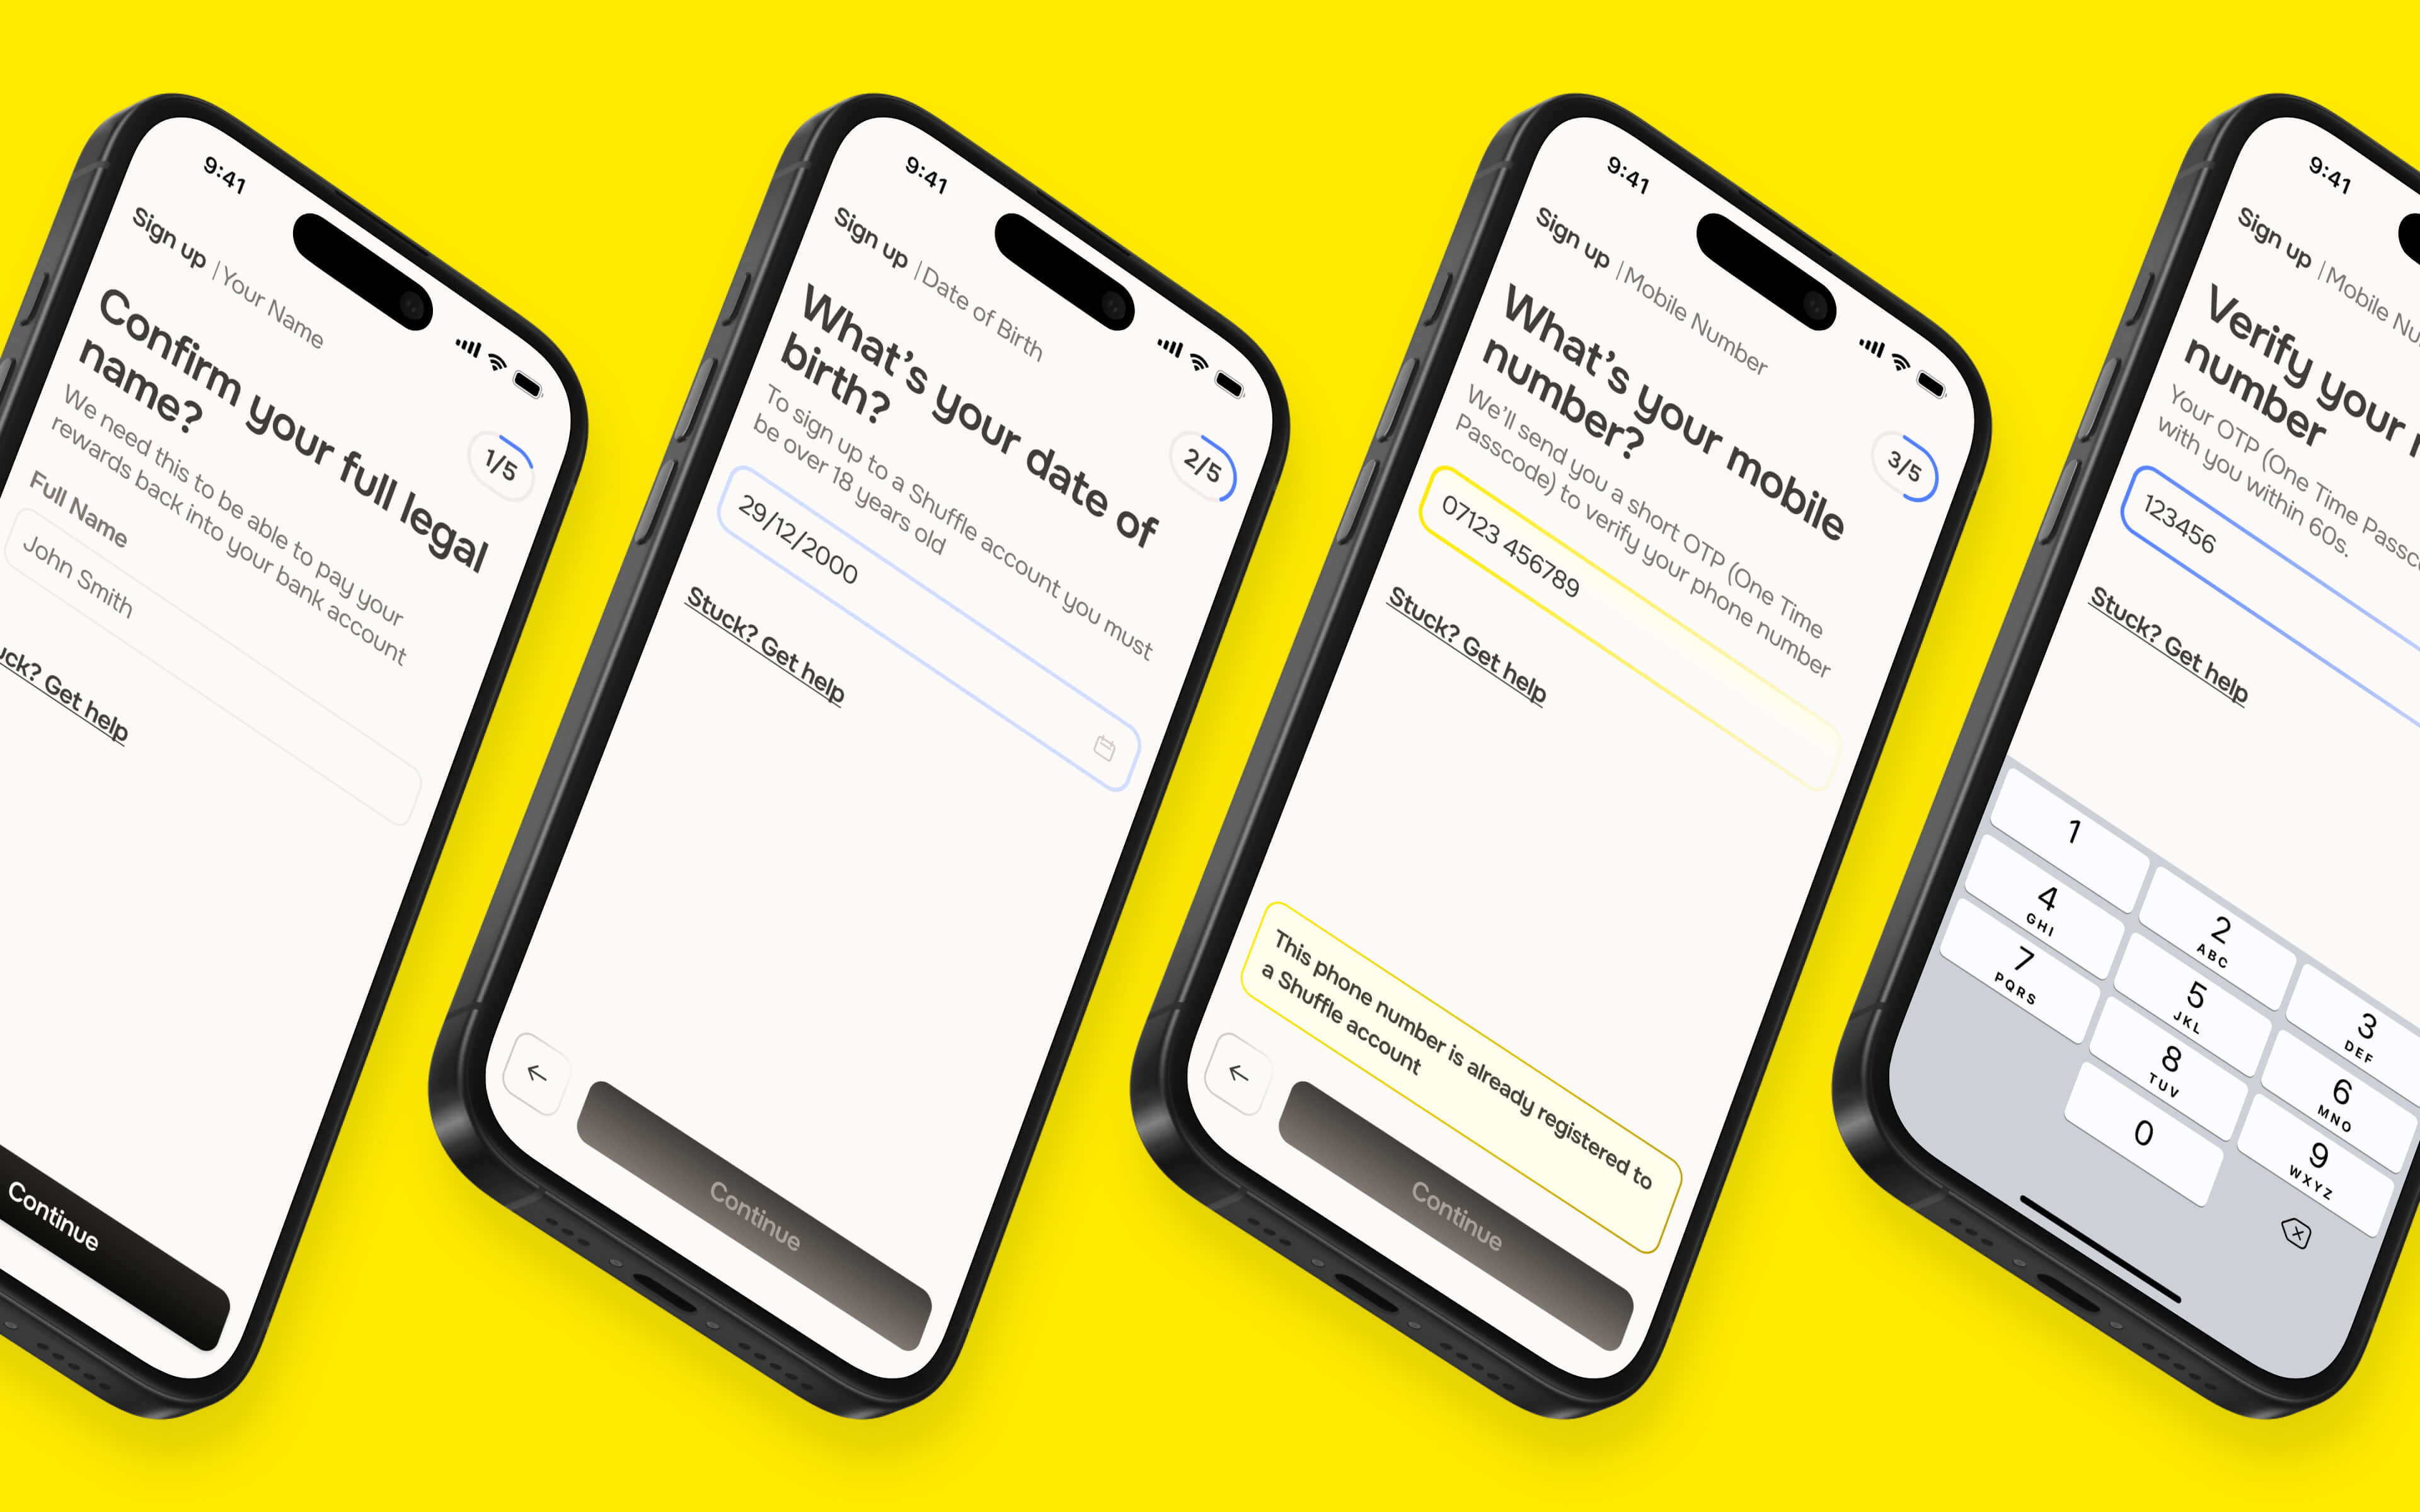 9:41
Sign up | Your Name
Confirm your full legal
name?
1/5
We need this to be able to pay your
rewards back into your bank account
Full Name
John Smith
Get help
Continue
9:41
Sign up | Date of Birth
What's your date of
birth?
2/5
To sign up to a Shuffle account you must
be over 18 years old
29/12/2000
Stuck? Get help
Continue
9:41
Sign up | Mobile Number
What's your mobile
number?
3/5
We'll send you a short OTP (One Time
Passcode) to verify your phone number
07123 456789
Stuck? Get help
This phone number is already registered to
a Shuffle account
Continue
9:41
Sign up | Mobile
Verify your
number
Your OTP (One Time
with you within 60s.
123456
Stuck? Get help
1
2
ABC
3
DEF
4
GHI
5
JKL
6
MNO
7
PQRS
8
TUV
9
WXYZ
0